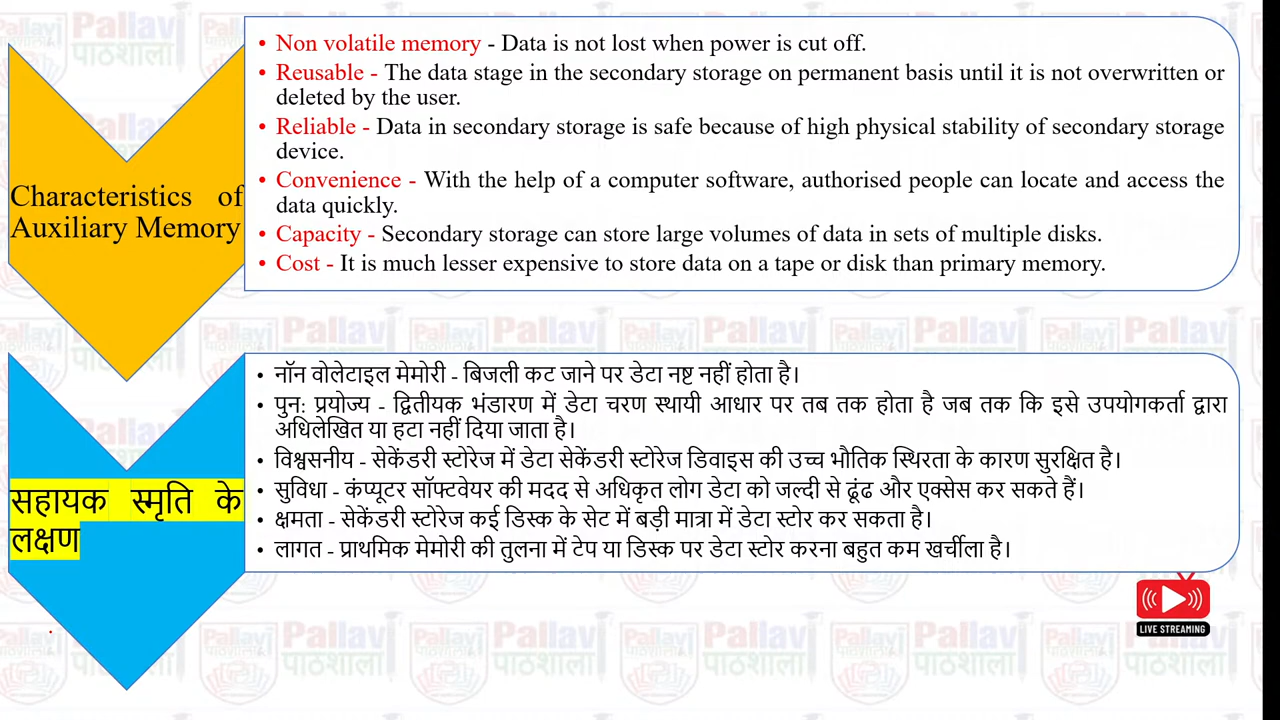 Characteristics of
Auxiliary Memory
• Non volatile memory - Data is not lost when power is cut off.
• Reusable - The data stage in the secondary storage on permanent basis until it is not overwritten or
deleted by the user.
• Reliable - Data in secondary storage is safe because of high physical stability of secondary storage
device.
• Convenience - With the help of a computer software, authorised people can locate and access the
data quickly.
• Capacity - Secondary storage can store large volumes of data in sets of multiple disks.
• Cost - It is much lesser expensive to store data on a tape or disk than primary memory.
सहायक स्मृति के
लक्षण
• नॉन वोलेटाइल मेमोरी - बिजली कट जाने पर डेटा नष्ट नहीं होता है।
• पुन: प्रयोज्य - द्वितीयक भंडारण में डेटा चरण स्थायी आधार पर तब तक होता है जब तक कि इसे उपयोगकर्ता द्वारा
अधिलेखित या हटा नहीं दिया जाता है।
• विश्वसनीय - सेकेंडरी स्टोरेज में डेटा सेकेंडरी स्टोरेज डिवाइस की उच्च भौतिक स्थिरता के कारण सुरक्षित है।
• सुविधा - कंप्यूटर सॉफ्टवेयर की मदद से अधिकृत लोग डेटा को जल्दी से ढूंढ और एक्सेस कर सकते हैं।
• क्षमता - सेकेंडरी स्टोरेज कई डिस्क के सेट में बड़ी मात्रा में डेटा स्टोर कर सकता है।
• लागत - प्राथमिक मेमोरी की तुलना में टेप या डिस्क पर डेटा स्टोर करना बहुत कम खर्चीला है।
LIVE STREAMING
Pallavi
पाठशाला